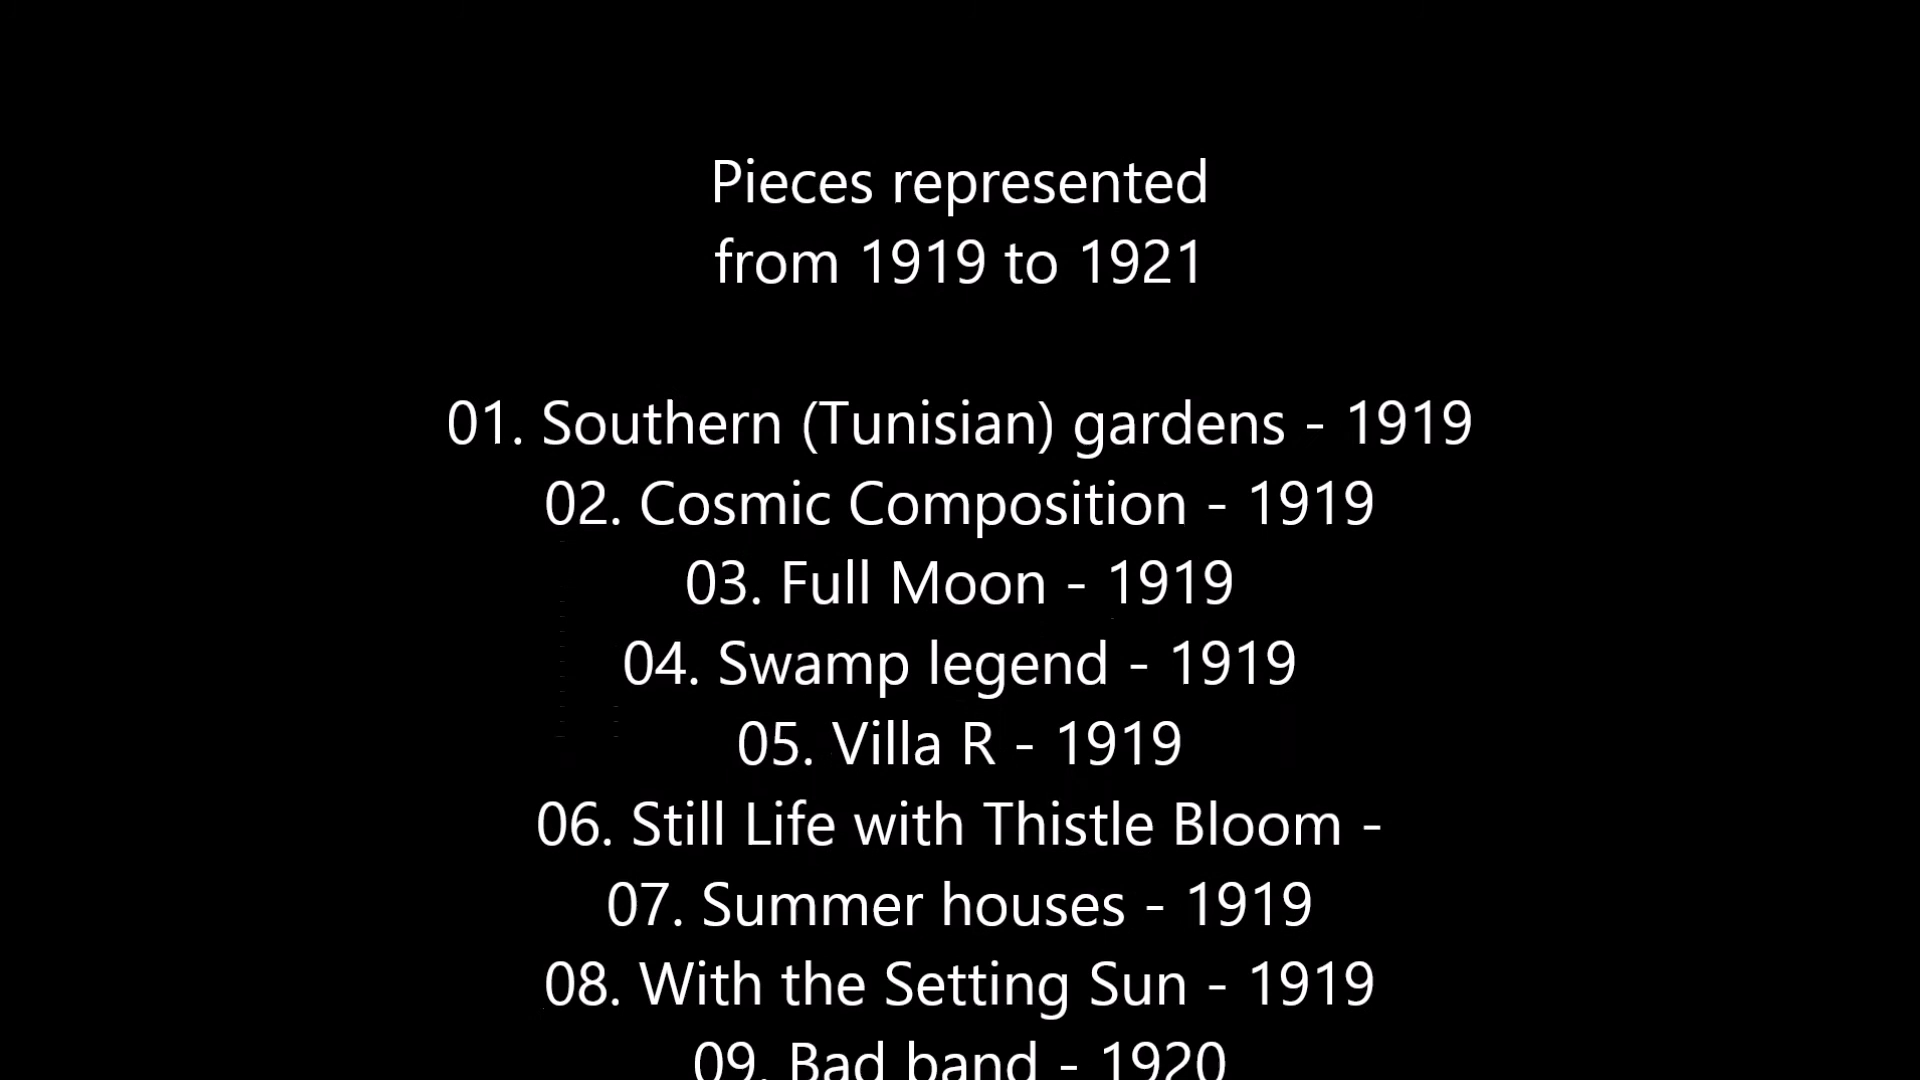 Pieces represented
from 1919 to 1921
01. Southern (Tunisian) gardens - 1919
02. Cosmic Composition - 1919
03. Full Moon - 1919
04. Swamp legend - 1919
05. Villa R - 1919
06. Still Life with Thistle Bloom -
07. Summer houses - 1919
08. With the Setting Sun - 1919
09. Bad band - 1920